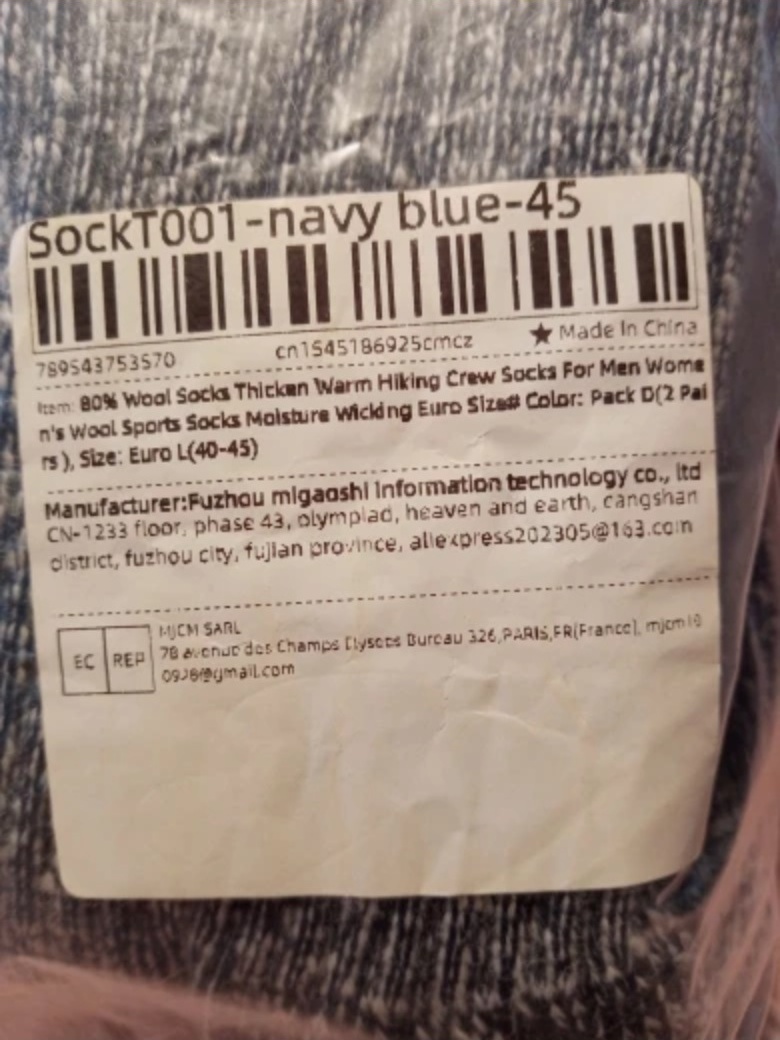 SockT001-navy blue-45
789543753570 cn1545186925cmcz ★ Made In China
Item: 80% Wool Socks Thicken Warm Hiking Crew Socks For Men Wome
n's Wool Sports Socks Moisture Wicking Euro Size# Color: Pack D(2 Pai
rs ), Size: Euro L(40-45)
Manufacturer:Fuzhou migaoshi information technology co., ltd
CN-1233 floor, phase 43, olympiad, heaven and earth, cangshan
district, fuzhou city, fujian province, aliexpress202305@163.com
EC REP
MJCM SARL
78 avenue des Champs Elysees Bureau 326,PARIS,FR(France),